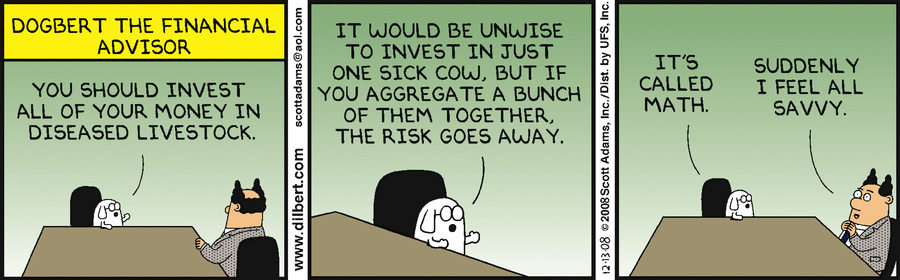 DOGBERT THE FINANCIAL
ADVISOR
YOU SHOULD INVEST
ALL OF YOUR MONEY IN
DISEASED LIVESTOCK.
www.dilbert.com
scottadams@aol.com
IT WOULD BE UNWISE
TO INVEST IN JUST
ONE SICK COW, BUT IF
YOU AGGREGATE A BUNCH
OF THEM TOGETHER,
THE RISK GOES AWAY.
12-13-08 © 2008 Scott Adams, Inc./Dist. by UFS, Inc.
IT'S
CALLED
MATH.
SUDDENLY
I FEEL ALL
SAVVY.